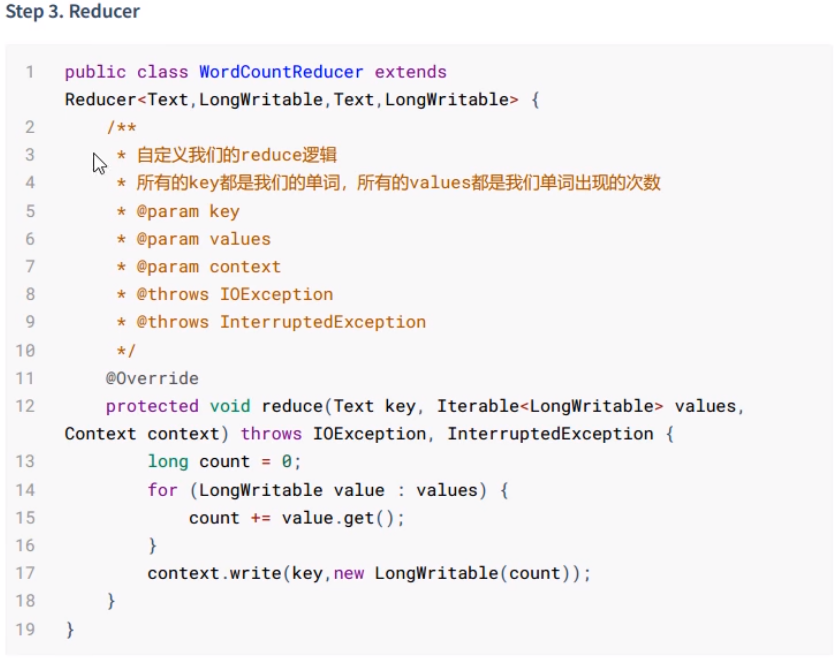 Step 3. Reducer
1 public class WordCountReducer extends
Reducer<Text,LongWritable,Text,LongWritable> {
2 /**
3 * 自定义我们的reduce逻辑
4 * 所有的key都是我们的单词，所有的values都是我们单词出现的次数
5 * @param key
6 * @param values
7 * @param context
8 * @throws IOException
9 * @throws InterruptedException
10 */
11 @Override
12 protected void reduce(Text key, Iterable<LongWritable> values,
Context context) throws IOException, InterruptedException {
13 long count = 0;
14 for (LongWritable value : values) {
15 count += value.get();
16 }
17 context.write(key,new LongWritable(count));
18 }
19 }